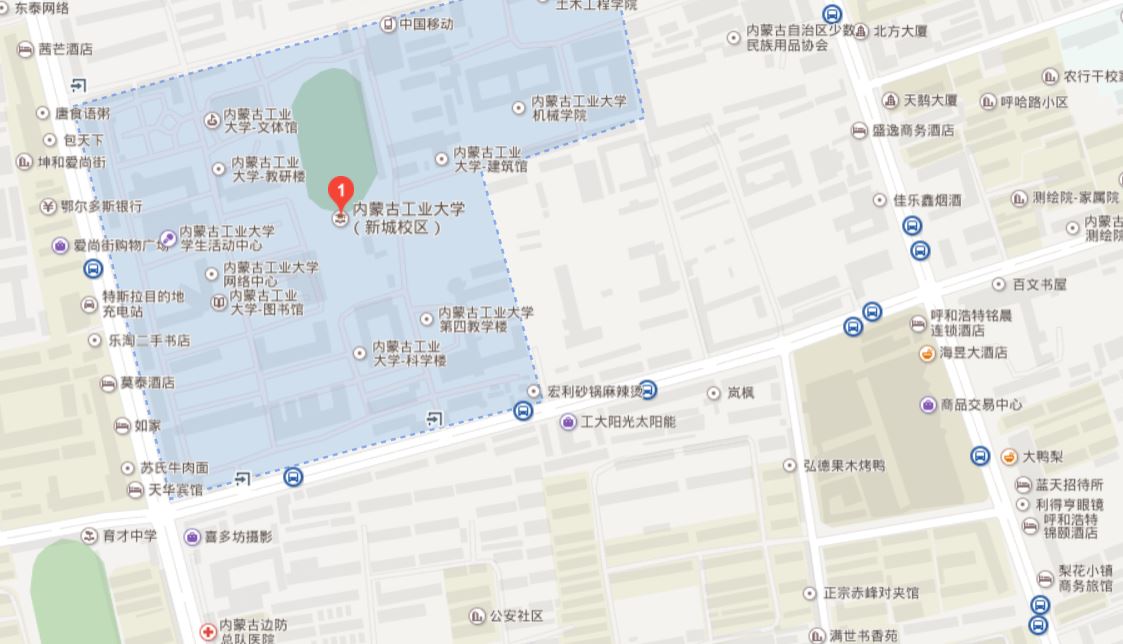 东泰网络
中国移动
土木工程学院
茜芒酒店
内蒙古自治区少数
民族用品协会
北方大厦
农行干校家
唐食语粥
内蒙古工业
大学-文体馆
内蒙古工业大学
机械学院
天鹅大厦
呼哈路小区
包天下
盛逸商务酒店
坤和爱尚街
内蒙古工业
大学-教研楼
内蒙古工业
大学-建筑馆
1
鄂尔多斯银行
内蒙古工业大学
（新城校区）
佳乐鑫烟酒
测绘院-家属院
爱尚街购物广场
内蒙古工业大学
学生活动中心
内蒙古
测绘院
内蒙古工业大学
网络中心
百文书屋
特斯拉目的地
充电站
内蒙古工业
大学-图书馆
内蒙古工业大学
第四教学楼
呼和浩特铭晨
连锁酒店
乐淘二手书店
内蒙古工业
大学-科学楼
海昱大酒店
莫泰酒店
宏利砂锅麻辣烫
岚枫
商品交易中心
如家
工大阳光太阳能
苏氏牛肉面
弘德果木烤鸭
大鸭梨
天华宾馆
蓝天招待所
利得亨眼镜
呼和浩特
锦颐酒店
育才中学
喜多坊摄影
梨花小镇
商务旅馆
正宗赤峰对夹馆
公安社区
内蒙古边防
总队医院
满世书香苑